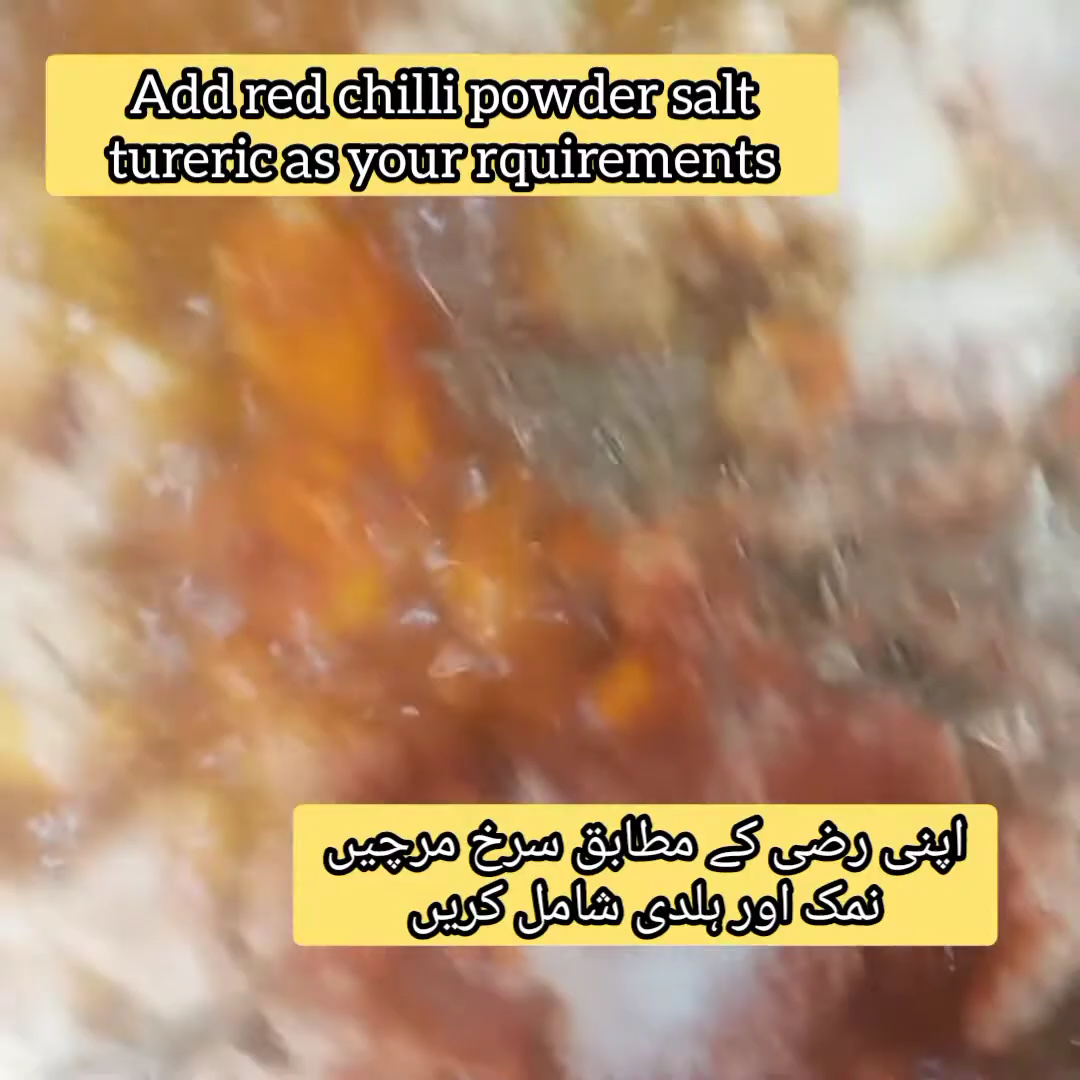 Add red chilli powder salt
tureric as your rquirements
اپنی رضی کے مطابق سرخ مرچیں
نمک اور ہلدی شامل کریں